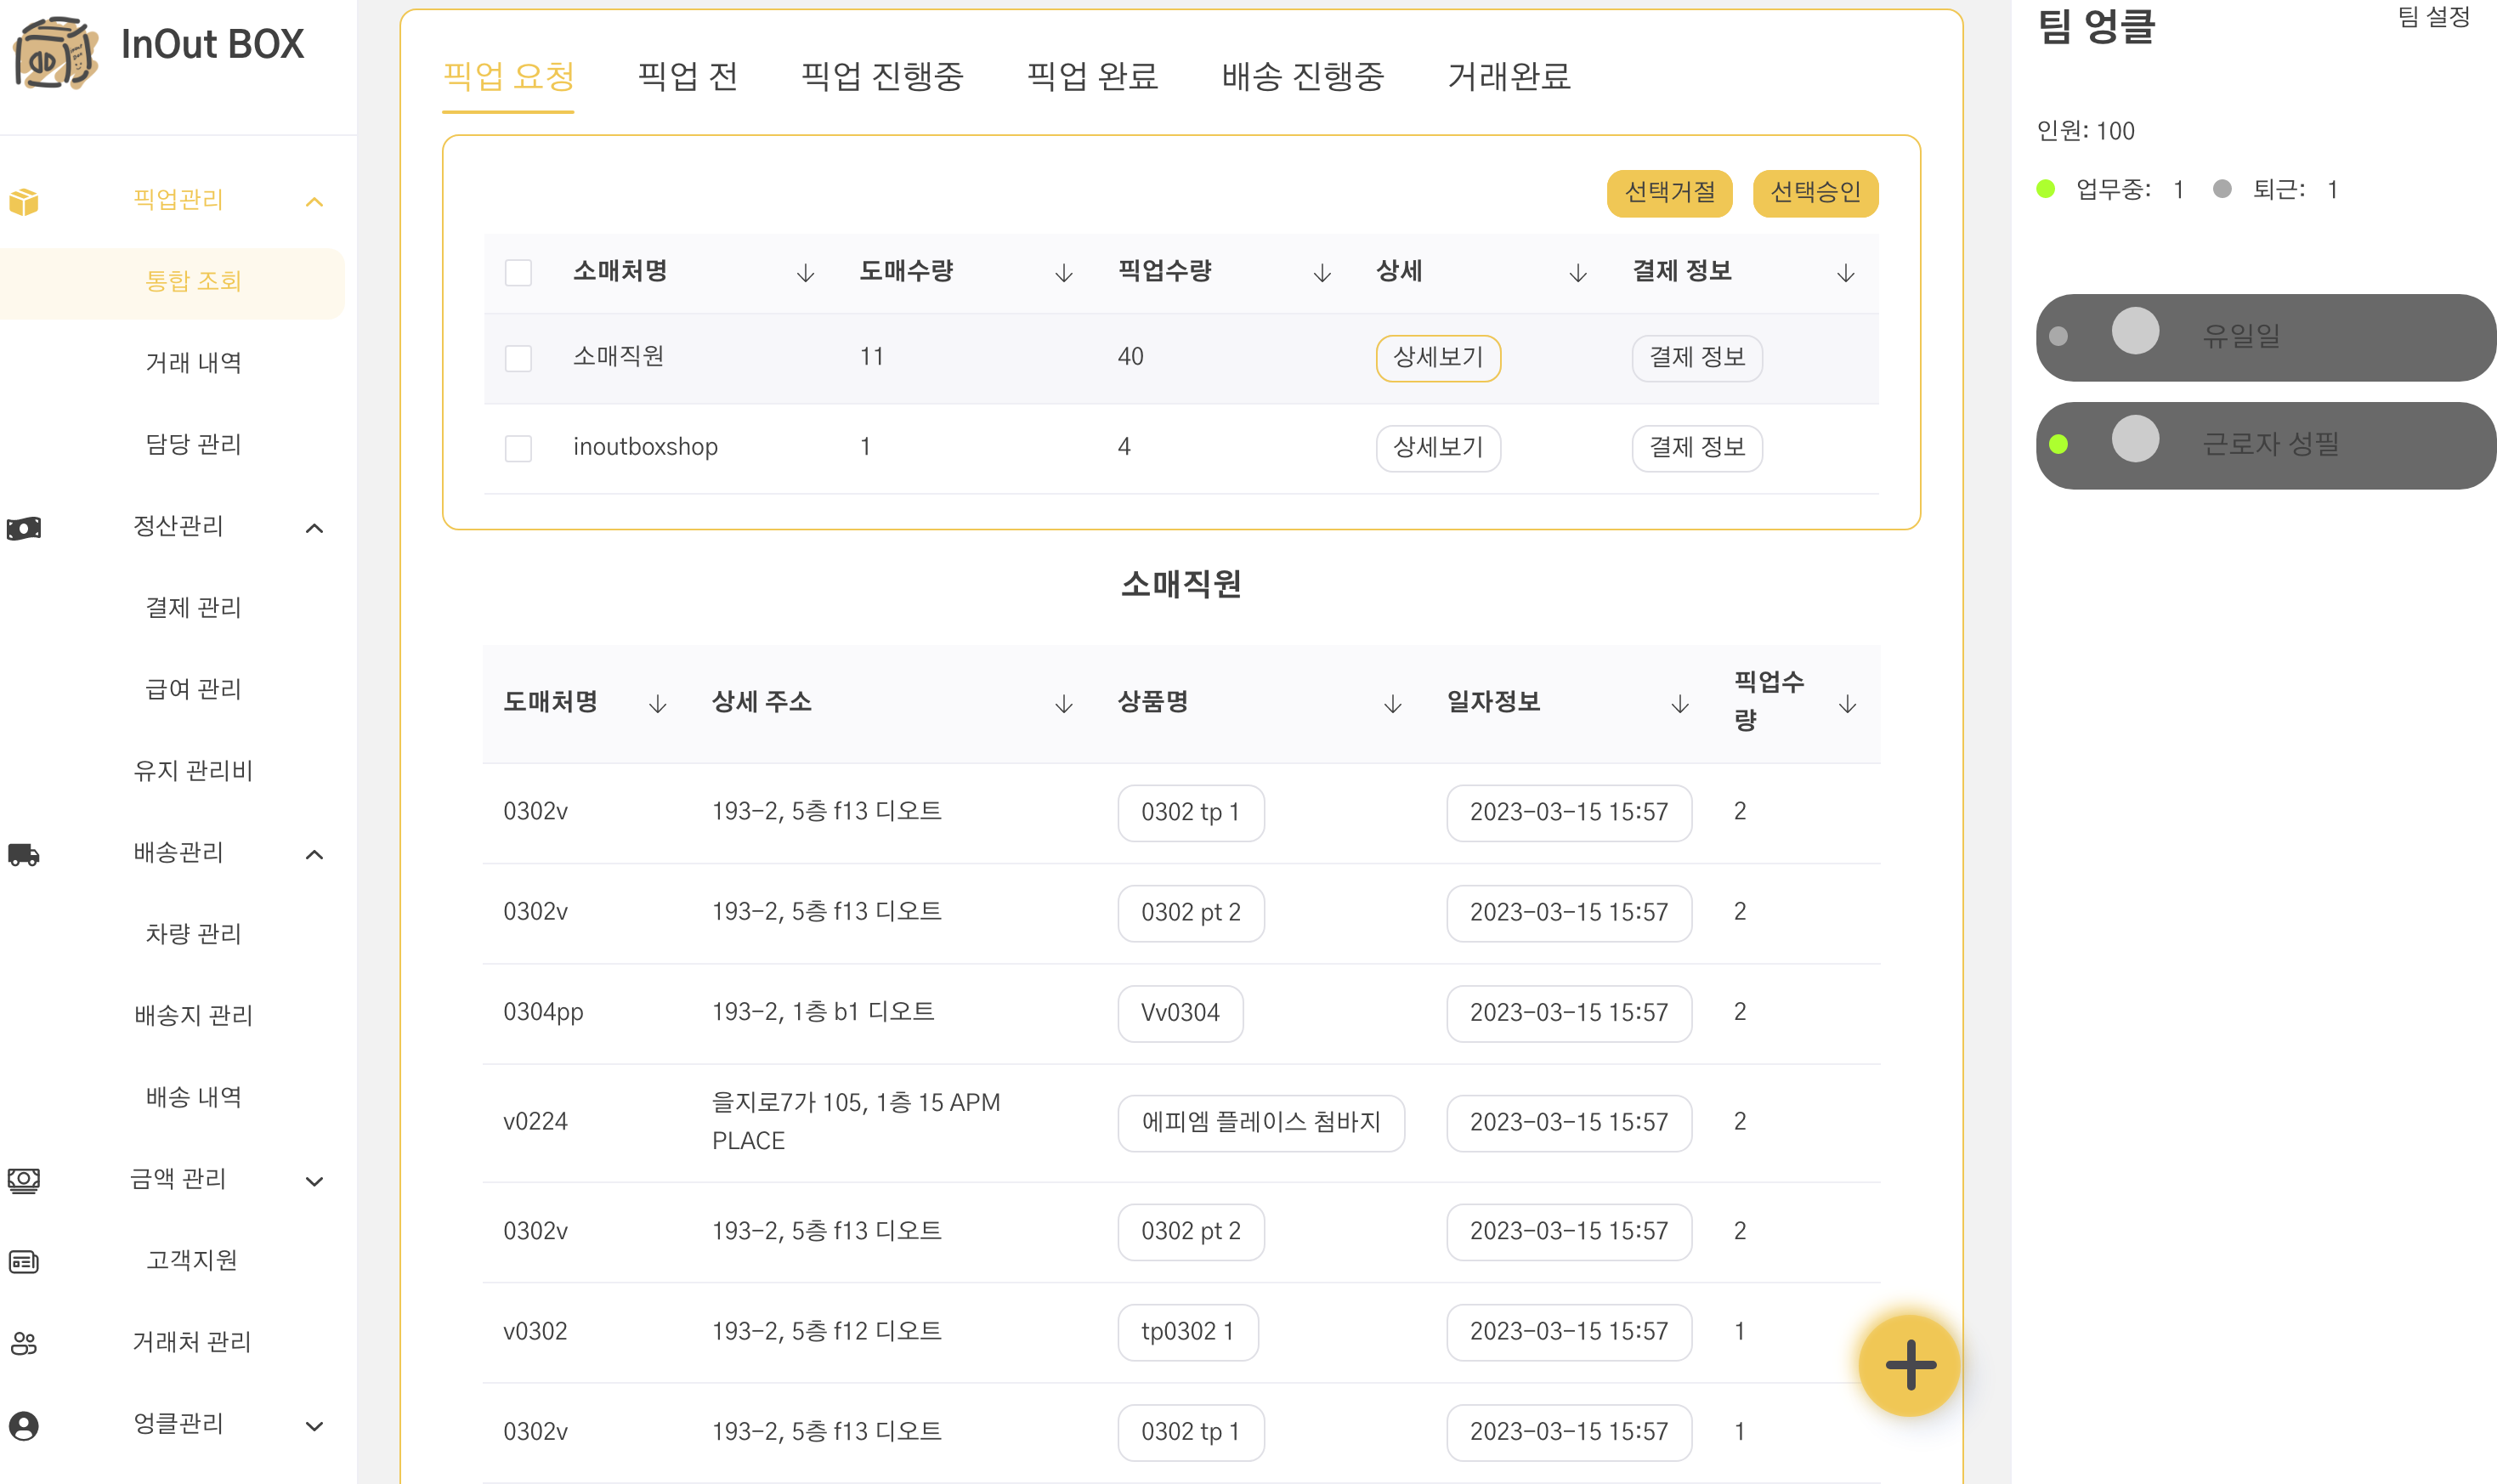 InOut BOX
픽업관리
통합 조회
거래 내역
담당 관리
정산관리
결제 관리
급여 관리
유지 관리비
배송관리
차량 관리
배송지 관리
배송 내역
금액 관리
고객지원
거래처 관리
엉클관리
픽업 요청 픽업 전 픽업 진행중 픽업 완료 배송 진행중 거래완료
선택거절 선택승인
소매처명 도매수량 픽업수량 상세 결제 정보
소매직원 11 40 상세보기 결제 정보
inoutboxshop 1 4 상세보기 결제 정보
소매직원
도매처명 상세 주소 상품명 일자정보 픽업수
량
0302v 193-2, 5층 f13 디오트 0302 tp 1 2023-03-15 15:57 2
0302v 193-2, 5층 f13 디오트 0302 pt 2 2023-03-15 15:57 2
0304pp 193-2, 1층 b1 디오트 Vv0304 2023-03-15 15:57 2
v0224 을지로7가 105, 1층 15 APM
PLACE 에피엠 플레이스 첨바지 2023-03-15 15:57 2
0302v 193-2, 5층 f13 디오트 0302 pt 2 2023-03-15 15:57 2
v0302 193-2, 5층 f12 디오트 tp0302 1 2023-03-15 15:57 1
0302v 193-2, 5층 f13 디오트 0302 tp 1 2023-03-15 15:57 1
팀 엉클 팀 설정
인원: 100
업무중: 1 퇴근: 1
유일일
근로자 성필